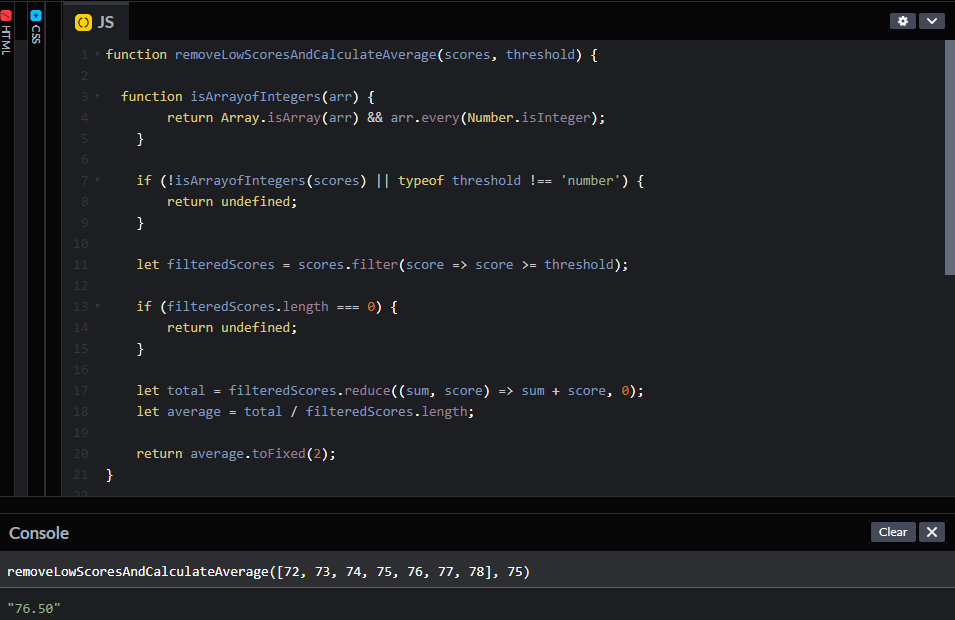 HTML
CSS
JS
1 function removeLowScoresAndCalculateAverage(scores, threshold) {
2
3 function isArrayofIntegers(arr) {
4 return Array.isArray(arr) && arr.every(Number.isInteger);
5 }
6
7 if (!isArrayofIntegers(scores) || typeof threshold !== 'number') {
8 return undefined;
9 }
10
11 let filteredScores = scores.filter(score => score >= threshold);
12
13 if (filteredScores.length === 0) {
14 return undefined;
15 }
16
17 let total = filteredScores.reduce((sum, score) => sum + score, 0);
18 let average = total / filteredScores.length;
19
20 return average.toFixed(2);
21 }
22
Console
Clear
removeLowScoresAndCalculateAverage([72, 73, 74, 75, 76, 77, 78], 75)
"76.50"